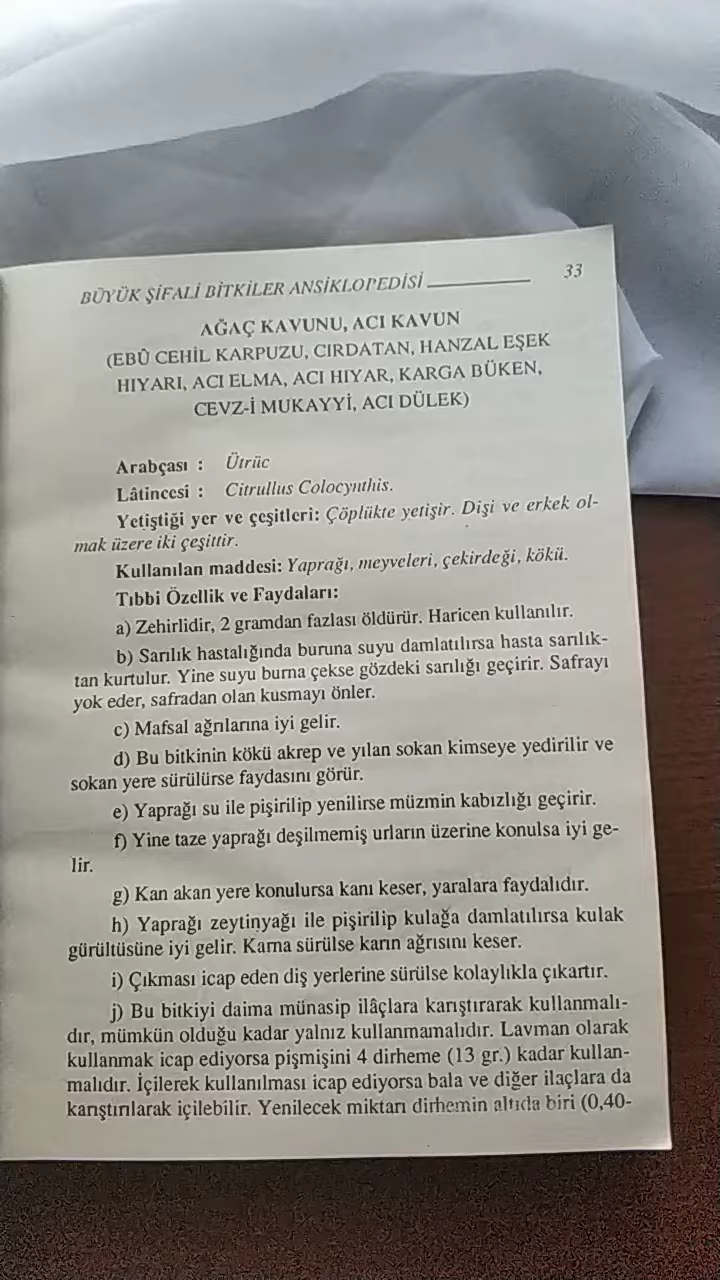 BÜYÜK ŞİFALİ BİTKİLER ANSİKLOPEDİSİ 33
AĞAÇ KAVUNU, ACI KAVUN
(EBÛ CEHİL KARPUZU, CIRDATAN, HANZAL EŞEK
HIYARI, ACI ELMA, ACI HIYAR, KARGA BÜKEN,
CEVZ-İ MUKAYYİ, ACI DÜLEK)
Arabçası : Ütrüc
Lâtincesi : Citrullus Colocynthis.
Yetiştiği yer ve çeşitleri: Çöplükte yetişir. Dişi ve erkek ol-
mak üzere iki çeşittir.
Kullanılan maddesi: Yaprağı, meyveleri, çekirdeği, kökü.
Tıbbi Özellik ve Faydaları:
a) Zehirlidir, 2 gramdan fazlası öldürür. Haricen kullanılır.
b) Sarılık hastalığında buruna suyu damlatılırsa hasta sarılık-
tan kurtulur. Yine suyu burna çekse gözdeki sarılığı geçirir. Safrayı
yok eder, safradan olan kusmayı önler.
c) Mafsal ağrılarına iyi gelir.
d) Bu bitkinin kökü akrep ve yılan sokan kimseye yedirilir ve
sokan yere sürülürse faydasını görür.
e) Yaprağı su ile pişirilip yenilirse müzmin kabızlığı geçirir.
f) Yine taze yaprağı deşilmemiş urların üzerine konulsa iyi ge-
lir.
g) Kan akan yere konulursa kanı keser, yaralara faydalıdır.
h) Yaprağı zeytinyağı ile pişirilip kulağa damlatılırsa kulak
gürültüsüne iyi gelir. Karna sürülse karın ağrısını keser.
i) Çıkması icap eden diş yerlerine sürülse kolaylıkla çıkartır.
j) Bu bitkiyi daima münasip ilâçlara karıştırarak kullanmalı-
dır, mümkün olduğu kadar yalnız kullanmamalıdır. Lavman olarak
kullanmak icap ediyorsa pişmişini 4 dirheme (13 gr.) kadar kullan-
malıdır. İçilerek kullanılması icap ediyorsa bala ve diğer ilaçlara da
karıştırılarak içilebilir. Yenilecek miktarı dirhemin altıda biri (0,40-